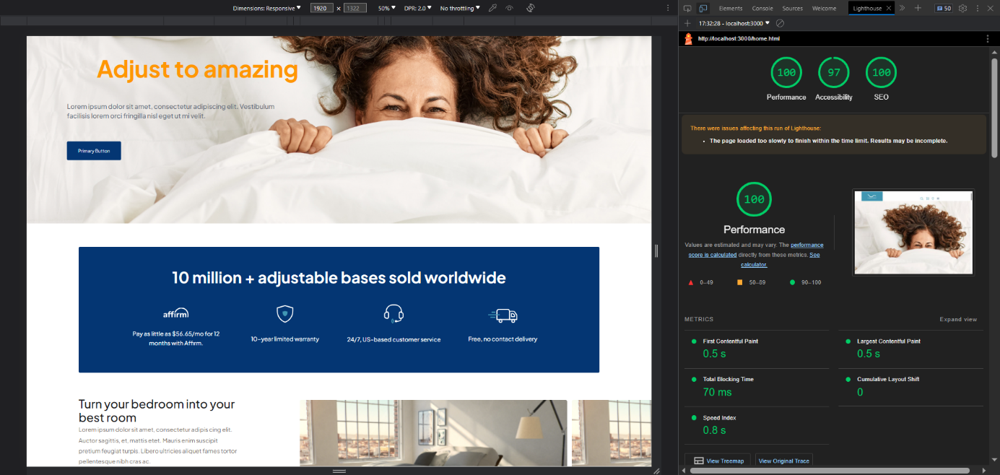 Dimensions: Responsive ▼ 1920 × 1322 50% ▼ DPR: 2.0 ▼ No throttling ▼
Elements Console Sources Welcome Lighthouse 50
17:32:28 - localhost:3000 ▼
http://localhost:3000/home.html
Adjust to amazing
Lorem ipsum dolor sit amet, consectetur adipiscing elit. Vestibulum
facilisis lorem orci fringilla nisl eget ut mi velit.
Primary Button
10 million + adjustable bases sold worldwide
affirm
Pay as little as $56.65/mo for 12
months with Affirm.
10-year limited warranty
24/7, US-based customer service
Free, no contact delivery
Turn your bedroom into your
best room
Lorem ipsum dolor sit amet, consectetur adipis cing elit.
Auctor sagittis, et, mattis etet. Mauris enim suscipit
pretium feugiat turpis. Libero ultricies aliquet fames tortor
pellentesque nibh cras ac.
100 97 100
Performance Accessibility SEO
There were issues affecting this run of Lighthouse:
• The page loaded too slowly to finish within the time limit. Results may be incomplete.
100
Performance
Values are estimated and may vary. The performance
score is calculated directly from these metrics. See
calculator.
0–49 50–89 90–100
METRICS Expand view
First Contentful Paint
0.5 s
Largest Contentful Paint
0.5 s
Total Blocking Time
70 ms
Cumulative Layout Shift
0
Speed Index
0.8 s
View Treemap View Original Trace